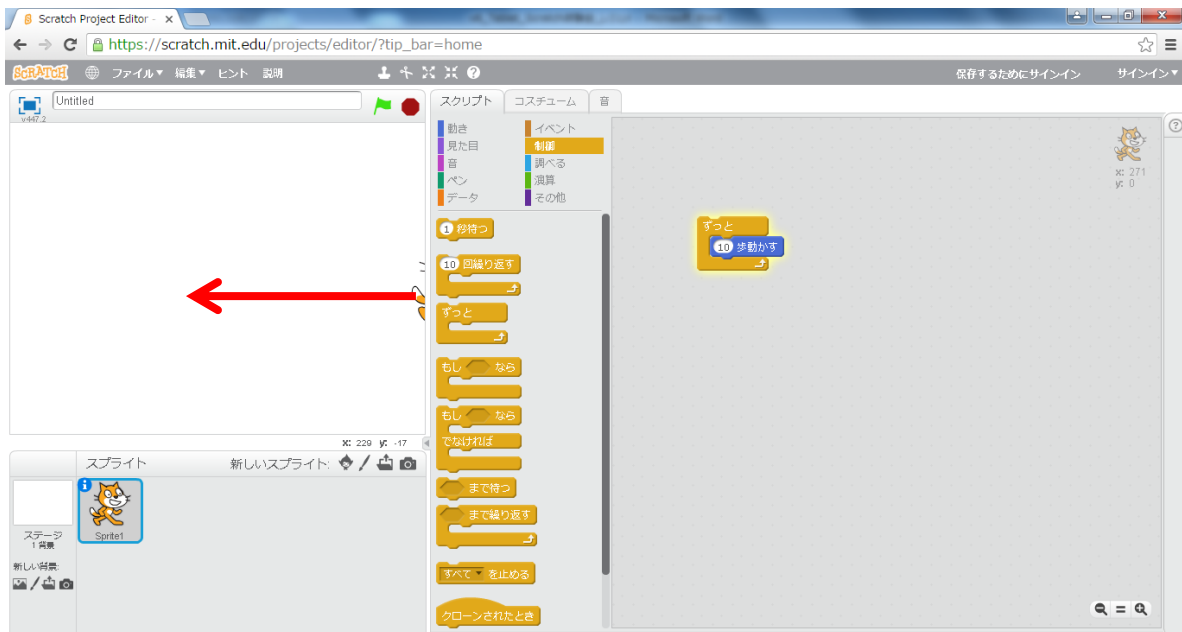 Scratch Project Editor - ×
https://scratch.mit.edu/projects/editor/?tip_bar=home
SCRATCH ファイル▼ 編集▼ ヒント 説明 保存するためにサインイン サインイン▼
Untitled
v447.2
スクリプト コスチューム 音
動き イベント
見た目 制御
音 調べる
ペン 演算
データ その他
1 秒待つ
10 回繰り返す
ずっと
もし なら
もし なら
でなければ
まで待つ
まで繰り返す
すべて を止める
クローンされたとき
ずっと
10 歩動かす
x: 271
y: 0
x: 229 y: -17
スプライト 新しいスプライト:
Sprite1
ステージ
1 背景
新しい背景: